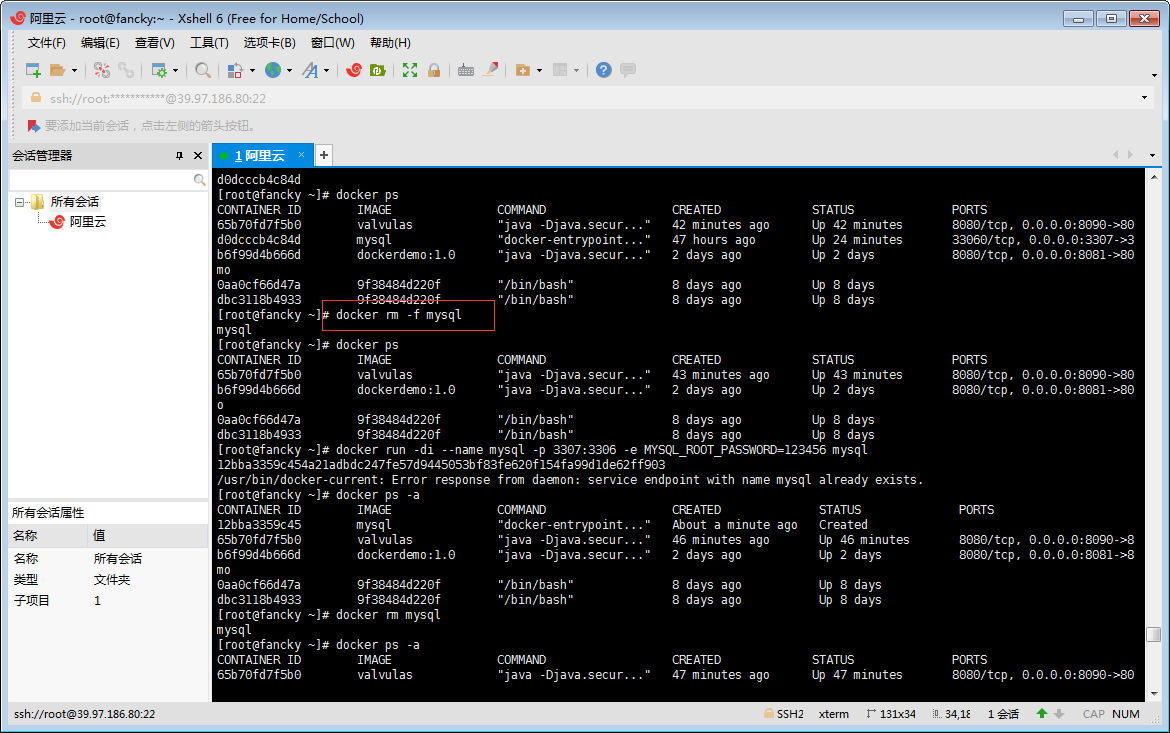 阿里云 - root@fancky:~ - Xshell 6 (Free for Home/School)
文件(F) 编辑(E) 查看(V) 工具(T) 选项卡(B) 窗口(W) 帮助(H)
ssh://root:***********@39.97.186.80:22
要添加当前会话，点击左侧的箭头按钮。
会话管理器
1 阿里云
所有会话
阿里云
所有会话属性
名称 值
名称 所有会话
类型 文件夹
子项目 1
d0dcccb4c84d
[root@fancky ~]# docker ps
CONTAINER ID IMAGE COMMAND CREATED STATUS PORTS
65b70fd7f5b0 valvulas "java -Djava.secur..." 42 minutes ago Up 42 minutes 8080/tcp, 0.0.0.0:8090->80
d0dcccb4c84d mysql "docker-entrypoint..." 47 hours ago Up 24 minutes 33060/tcp, 0.0.0.0:3307->3
b6f99d4b666d dockerdemo:1.0 "java -Djava.secur..." 2 days ago Up 2 days 8080/tcp, 0.0.0.0:8081->80
mo
0aa0cf66d47a 9f38484d220f "/bin/bash" 8 days ago Up 8 days
dbc3118b4933 9f38484d220f "/bin/bash" 8 days ago Up 8 days
[root@fancky ~]# docker rm -f mysql
mysql
[root@fancky ~]# docker ps
CONTAINER ID IMAGE COMMAND CREATED STATUS PORTS
65b70fd7f5b0 valvulas "java -Djava.secur..." 43 minutes ago Up 43 minutes 8080/tcp, 0.0.0.0:8090->80
b6f99d4b666d dockerdemo:1.0 "java -Djava.secur..." 2 days ago Up 2 days 8080/tcp, 0.0.0.0:8081->80
o
0aa0cf66d47a 9f38484d220f "/bin/bash" 8 days ago Up 8 days
dbc3118b4933 9f38484d220f "/bin/bash" 8 days ago Up 8 days
[root@fancky ~]# docker run -di --name mysql -p 3307:3306 -e MYSQL_ROOT_PASSWORD=123456 mysql
12bba3359c454a21adbdc247fe57d9445053bf83fe620f154fa99d1de62ff903
/usr/bin/docker-current: Error response from daemon: service endpoint with name mysql already exists.
[root@fancky ~]# docker ps -a
CONTAINER ID IMAGE COMMAND CREATED STATUS PORTS
12bba3359c45 mysql "docker-entrypoint..." About a minute ago Created
65b70fd7f5b0 valvulas "java -Djava.secur..." 46 minutes ago Up 46 minutes 8080/tcp, 0.0.0.0:8090->8
b6f99d4b666d dockerdemo:1.0 "java -Djava.secur..." 2 days ago Up 2 days 8080/tcp, 0.0.0.0:8081->8
mo
0aa0cf66d47a 9f38484d220f "/bin/bash" 8 days ago Up 8 days
dbc3118b4933 9f38484d220f "/bin/bash" 8 days ago Up 8 days
[root@fancky ~]# docker rm mysql
mysql
[root@fancky ~]# docker ps -a
CONTAINER ID IMAGE COMMAND CREATED STATUS PORTS
65b70fd7f5b0 valvulas "java -Djava.secur..." 47 minutes ago Up 47 minutes 8080/tcp, 0.0.0.0:8090->80
ssh://root@39.97.186.80:22 SSH2 xterm 131x34 34,18 1 会话 CAP NUM